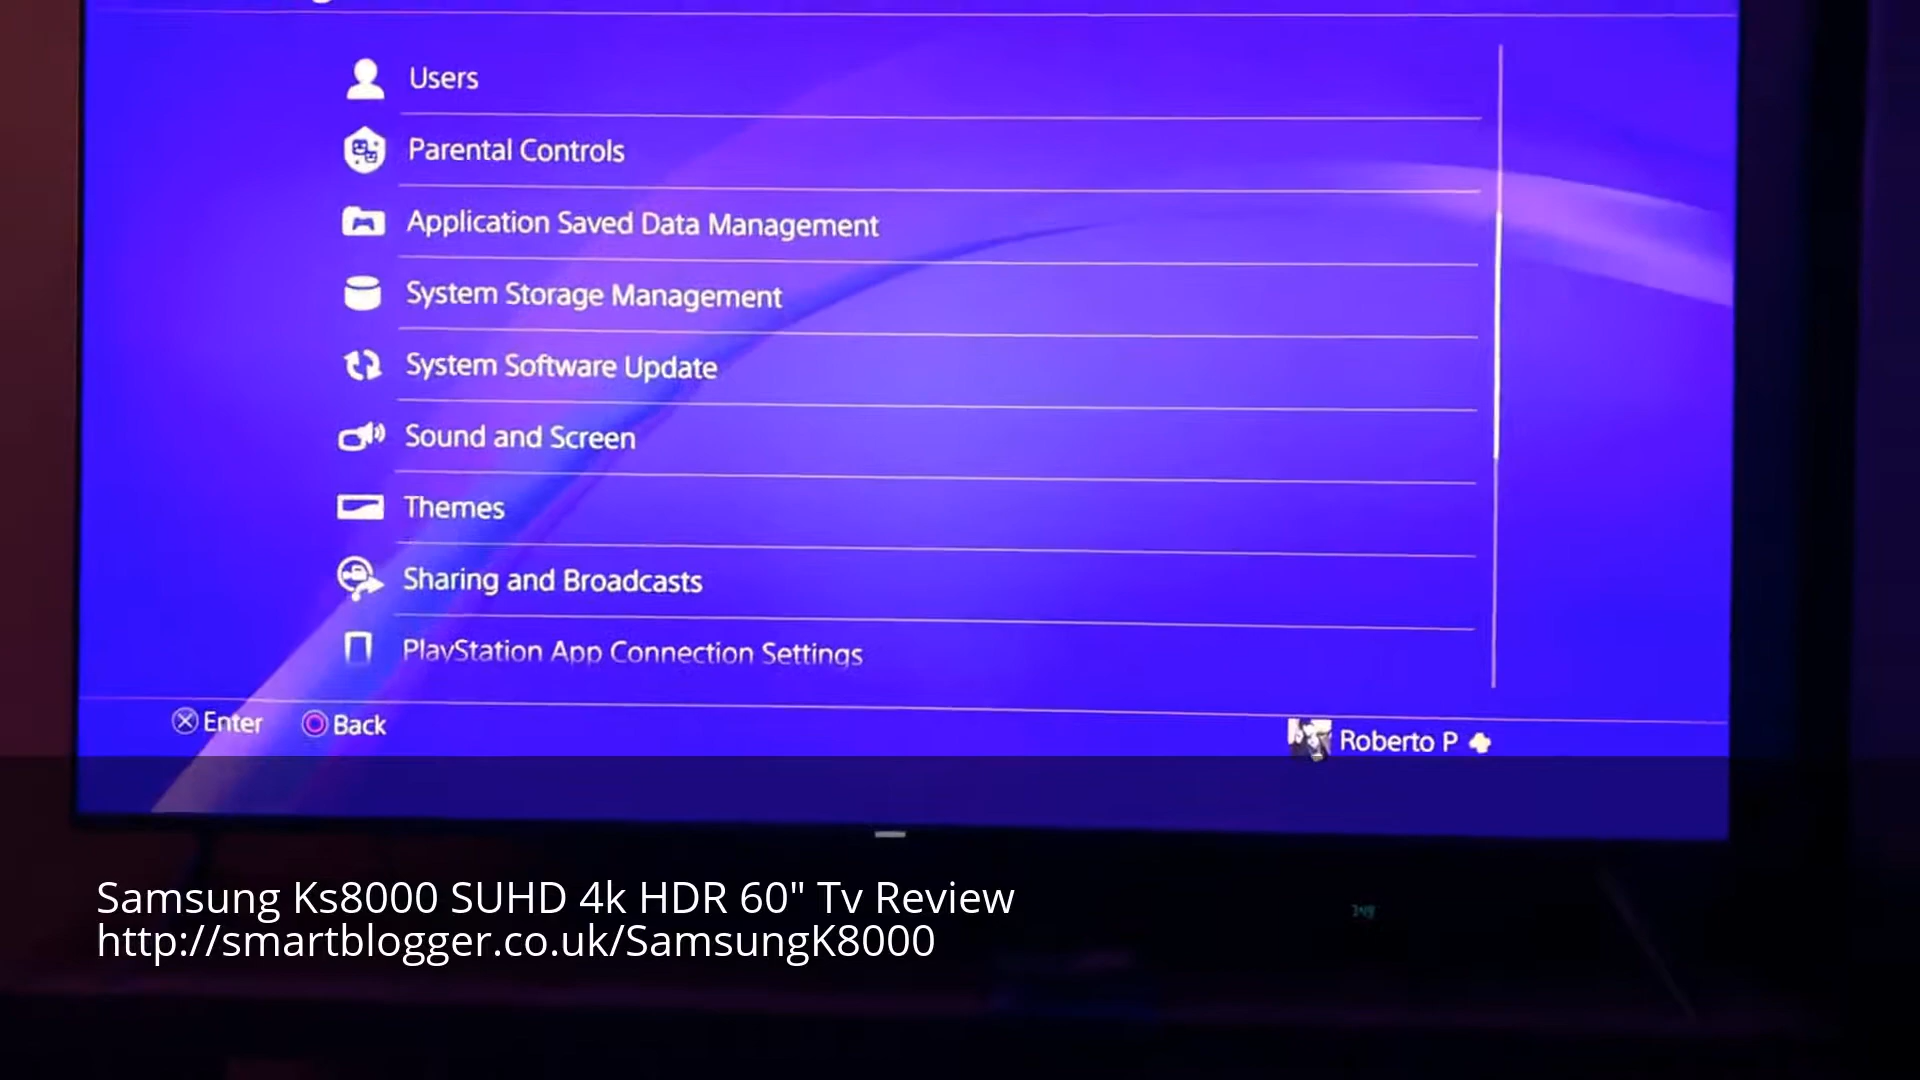 Users
Parental Controls
Application Saved Data Management
System Storage Management
System Software Update
Sound and Screen
Themes
Sharing and Broadcasts
PlayStation App Connection Settings
Enter Back
Roberto P
Samsung Ks8000 SUHD 4k HDR 60" Tv Review
http://smartblogger.co.uk/SamsungK8000